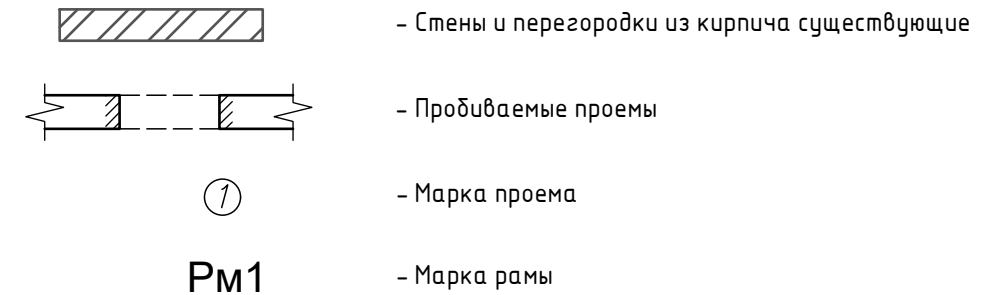 - Стены и перегородки из кирпича существующие
- Пробиваемые проемы
1 - Марка проема
Рм1 - Марка рамы